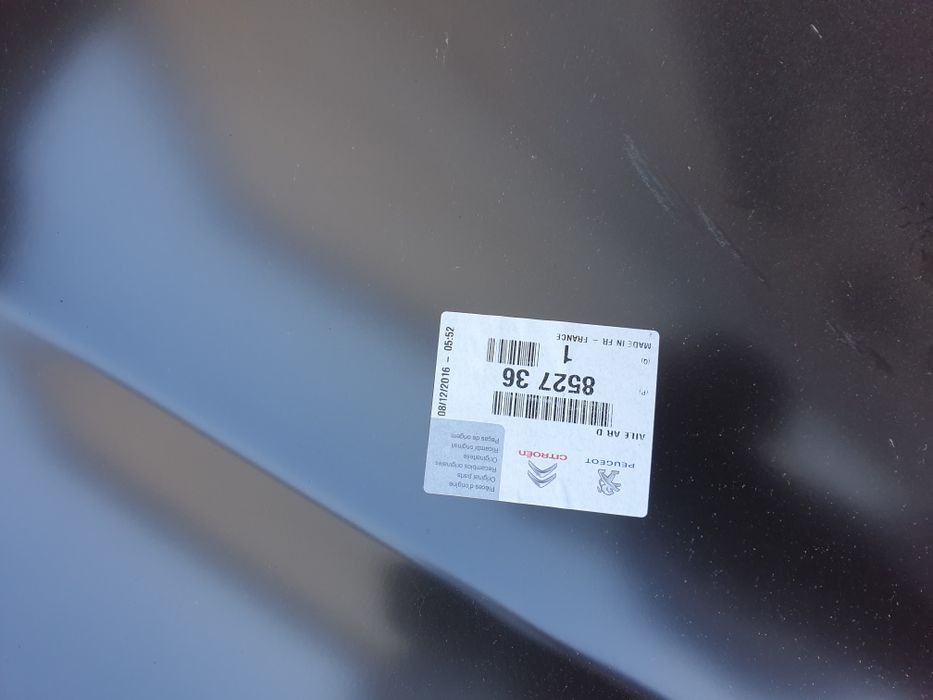 PEUGEOT
CITROËN
Pièces d'origine
Original parts
Recambios originales
Originalteile
Ricambi originali
Peças de origem
AILE AR D
(P)
8527 36
(Q)
1
MADE IN FR - FRANCE
08/12/2016 - 05:52